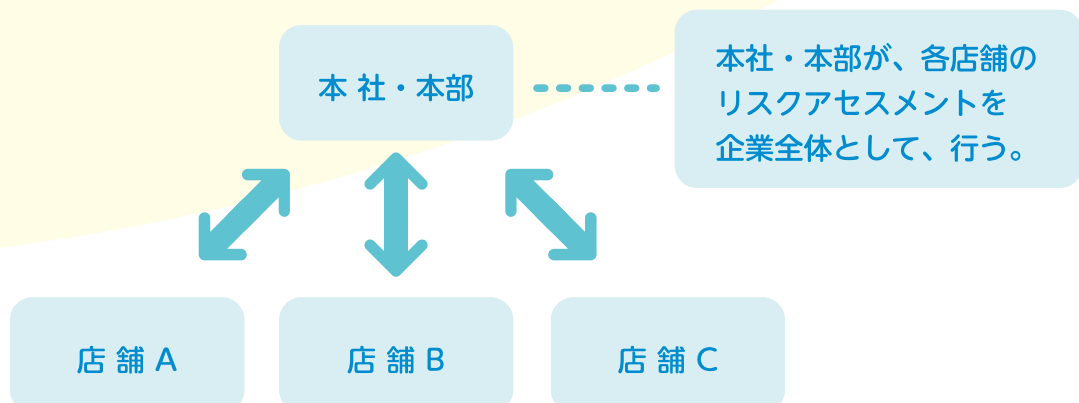 本 社・本部
本社・本部が、各店舗の
リスクアセスメントを
企業全体として、行う。
店 舗 A
店 舗 B
店 舗 C